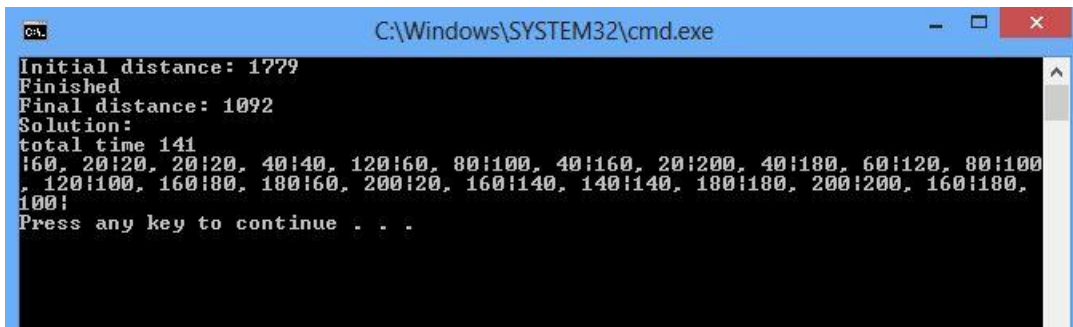 C:\Windows\SYSTEM32\cmd.exe
Initial distance: 1779
Finished
Final distance: 1092
Solution:
total time 141
¦60, 20¦20, 20¦20, 40¦40, 120¦60, 80¦100, 40¦160, 20¦200, 40¦180, 60¦120, 80¦100
, 120¦100, 160¦80, 180¦60, 200¦20, 160¦140, 140¦140, 180¦180, 200¦200, 160¦180,
100¦
Press any key to continue . . .